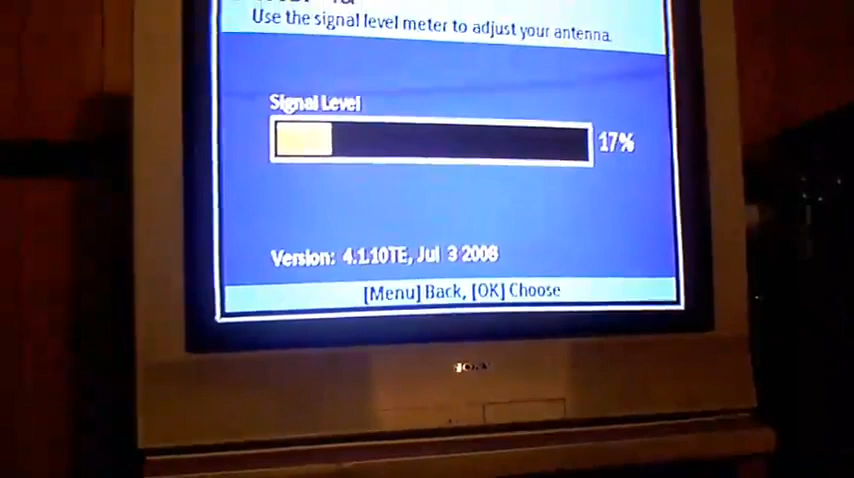 Use the signal level meter to adjust your antenna.
Signal Level
17%
Version: 4.1.10TE, Jul 3 2008
[Menu] Back, [OK] Choose
SONY